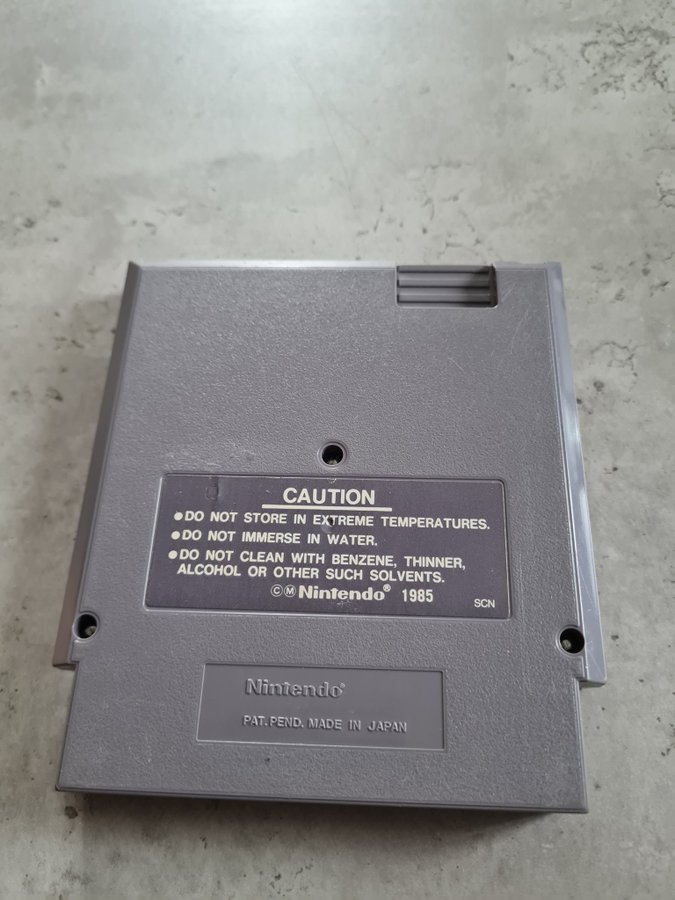 CAUTION
●DO NOT STORE IN EXTREME TEMPERATURES.
●DO NOT IMMERSE IN WATER.
●DO NOT CLEAN WITH BENZENE, THINNER,
ALCOHOL OR OTHER SUCH SOLVENTS.
©Ⓜ Nintendo® 1985
SCN
Nintendo®
PAT. PEND. MADE IN JAPAN